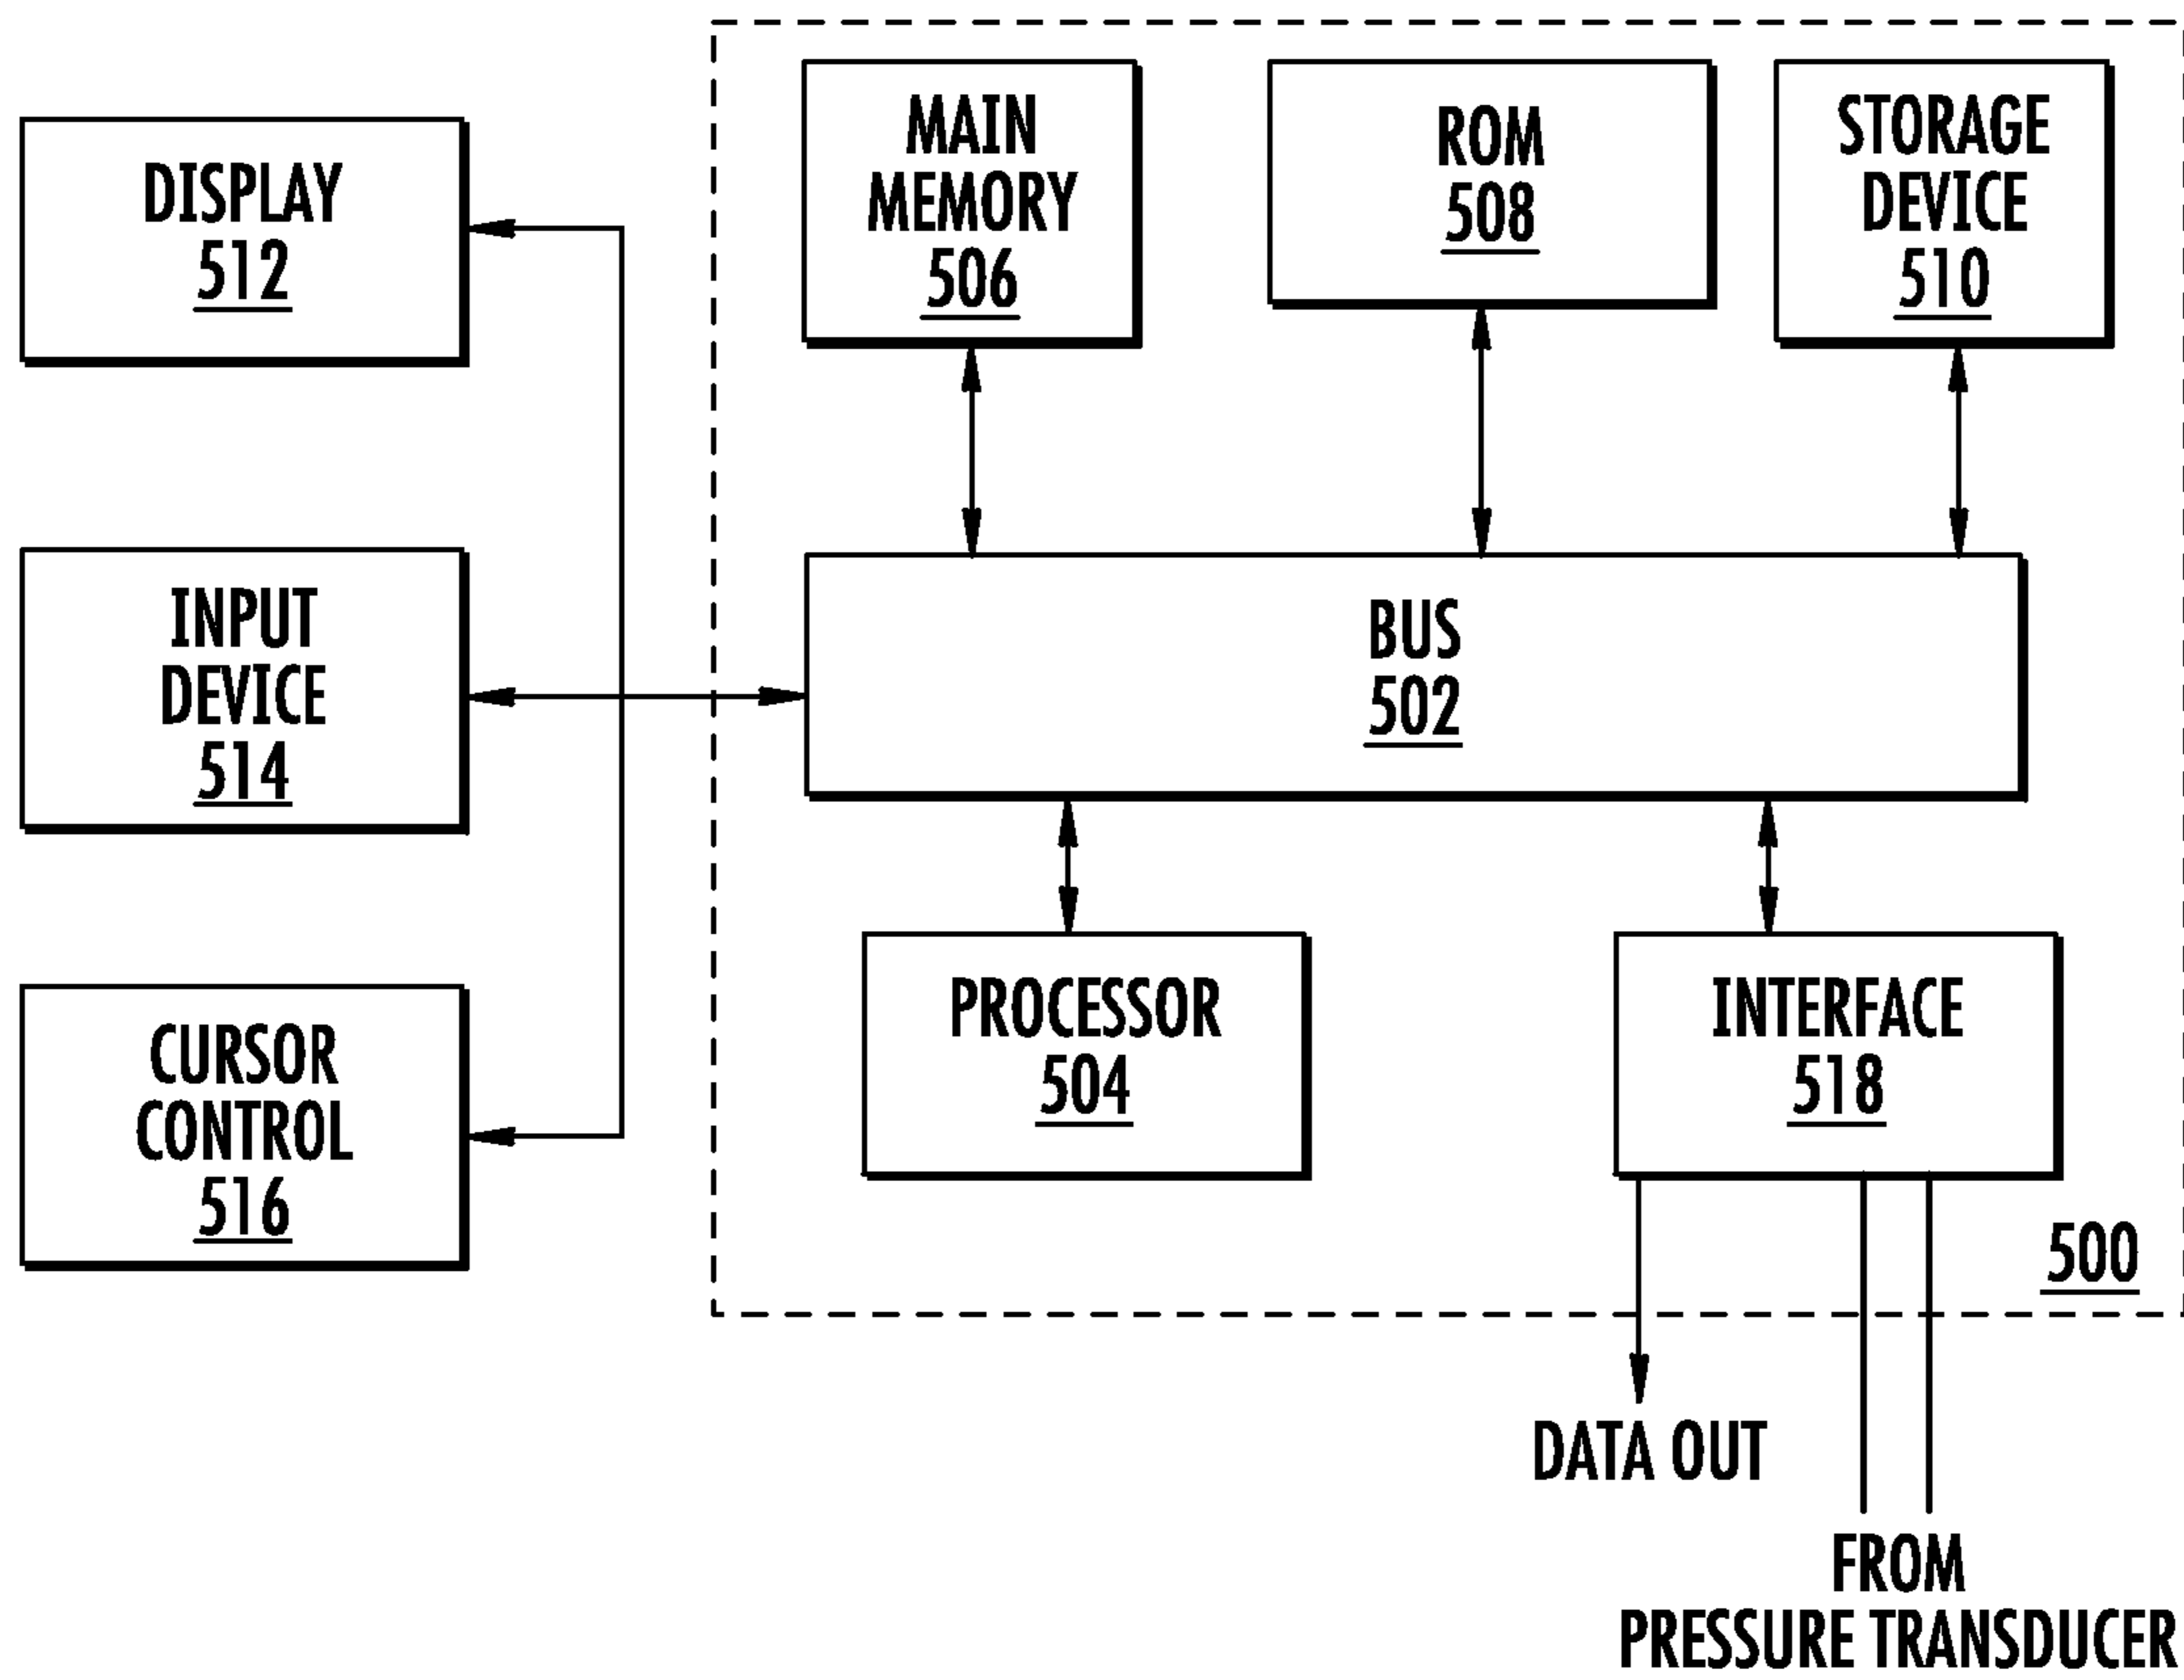 DISPLAY
512
INPUT
DEVICE
514
CURSOR
CONTROL
516
MAIN
MEMORY
506
ROM
508
STORAGE
DEVICE
510
BUS
502
PROCESSOR
504
INTERFACE
518
500
DATA OUT
FROM
PRESSURE TRANSDUCER